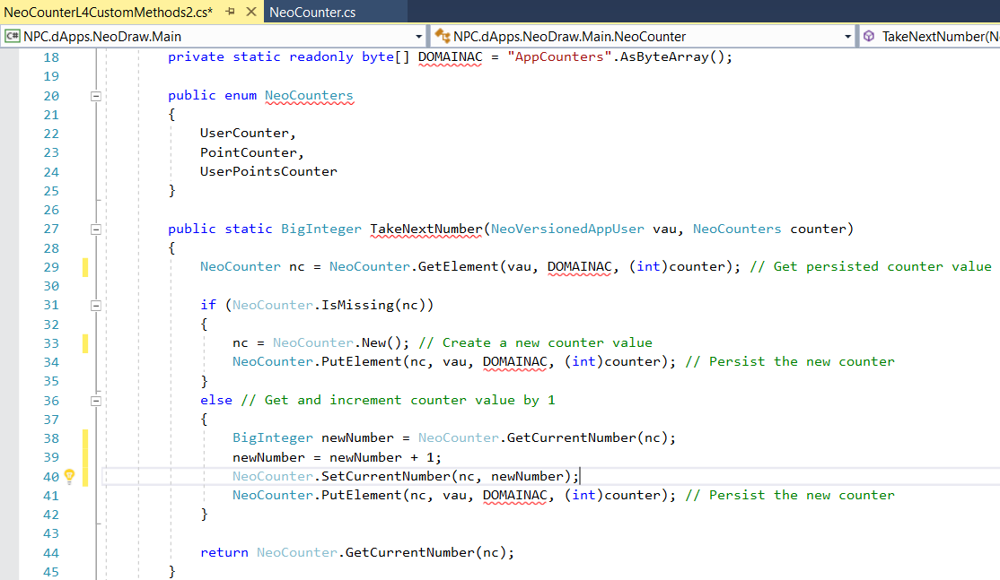 NeoCounterL4CustomMethods2.cs* NeoCounter.cs
C# NPC.dApps.NeoDraw.Main NPC.dApps.NeoDraw.Main.NeoCounter TakeNextNumber(N
18 private static readonly byte[] DOMAINAC = "AppCounters".AsByteArray();
19
20 public enum NeoCounters
21 {
22 UserCounter,
23 PointCounter,
24 UserPointsCounter
25 }
26
27 public static BigInteger TakeNextNumber(NeoVersionedAppUser vau, NeoCounters counter)
28 {
29 NeoCounter nc = NeoCounter.GetElement(vau, DOMAINAC, (int)counter); // Get persisted counter value
30
31 if (NeoCounter.IsMissing(nc))
32 {
33 nc = NeoCounter.New(); // Create a new counter value
34 NeoCounter.PutElement(nc, vau, DOMAINAC, (int)counter); // Persist the new counter
35 }
36 else // Get and increment counter value by 1
37 {
38 BigInteger newNumber = NeoCounter.GetCurrentNumber(nc);
39 newNumber = newNumber + 1;
40 NeoCounter.SetCurrentNumber(nc, newNumber);
41 NeoCounter.PutElement(nc, vau, DOMAINAC, (int)counter); // Persist the new counter
42 }
43
44 return NeoCounter.GetCurrentNumber(nc);
45 }